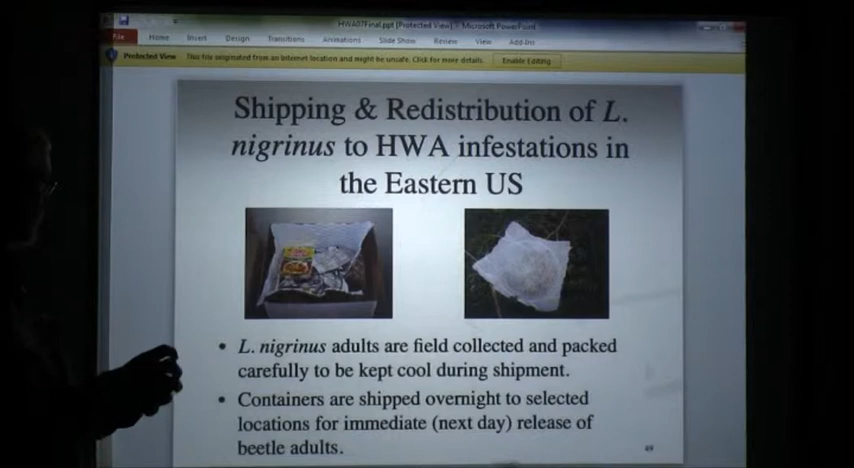 HWA07Final.ppt [Protected View] - Microsoft PowerPoint
File Home Insert Design Transitions Animations Slide Show Review View Add-Ins
Protected View This file originated from an Internet location and might be unsafe. Click for more details. Enable Editing
Shipping & Redistribution of L.
nigrinus to HWA infestations in
the Eastern US
• L. nigrinus adults are field collected and packed
carefully to be kept cool during shipment.
• Containers are shipped overnight to selected
locations for immediate (next day) release of
beetle adults.